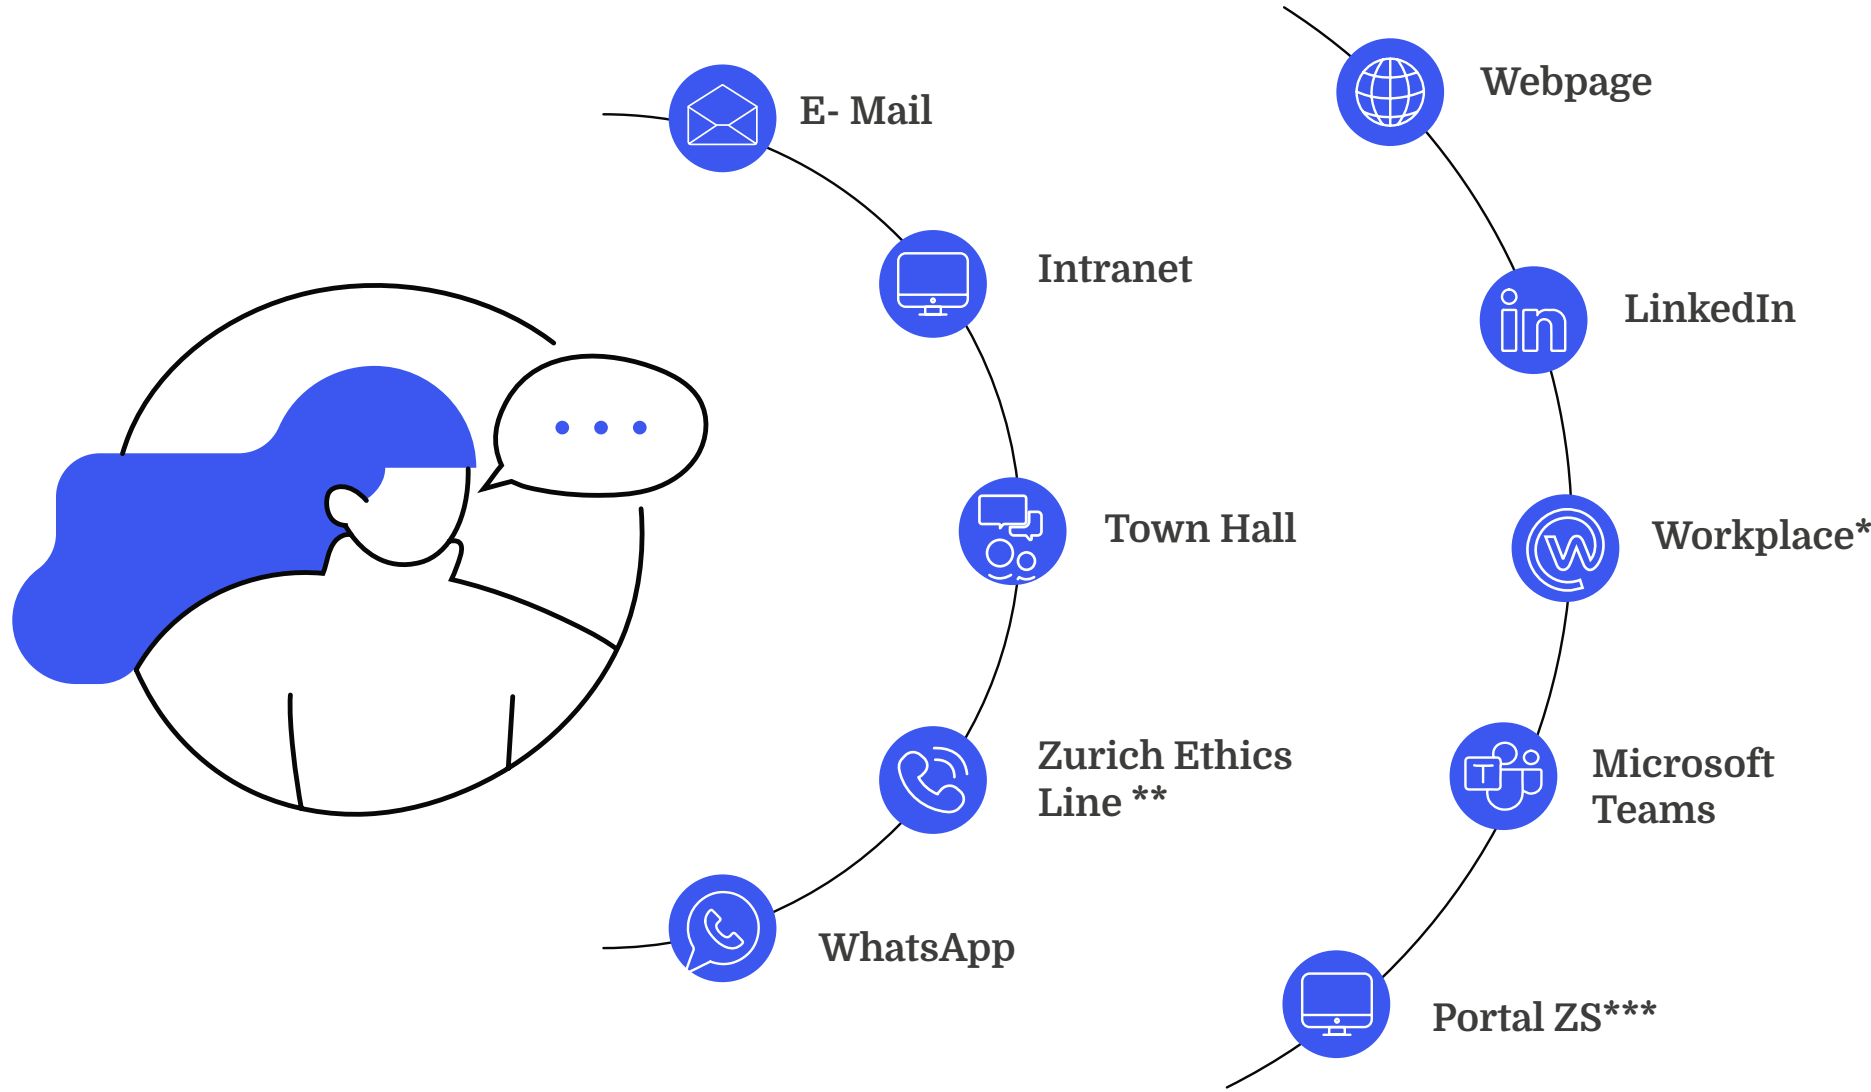 E- Mail
Intranet
Town Hall
Zurich Ethics
Line **
WhatsApp
Webpage
LinkedIn
Workplace*
Microsoft
Teams
Portal ZS***